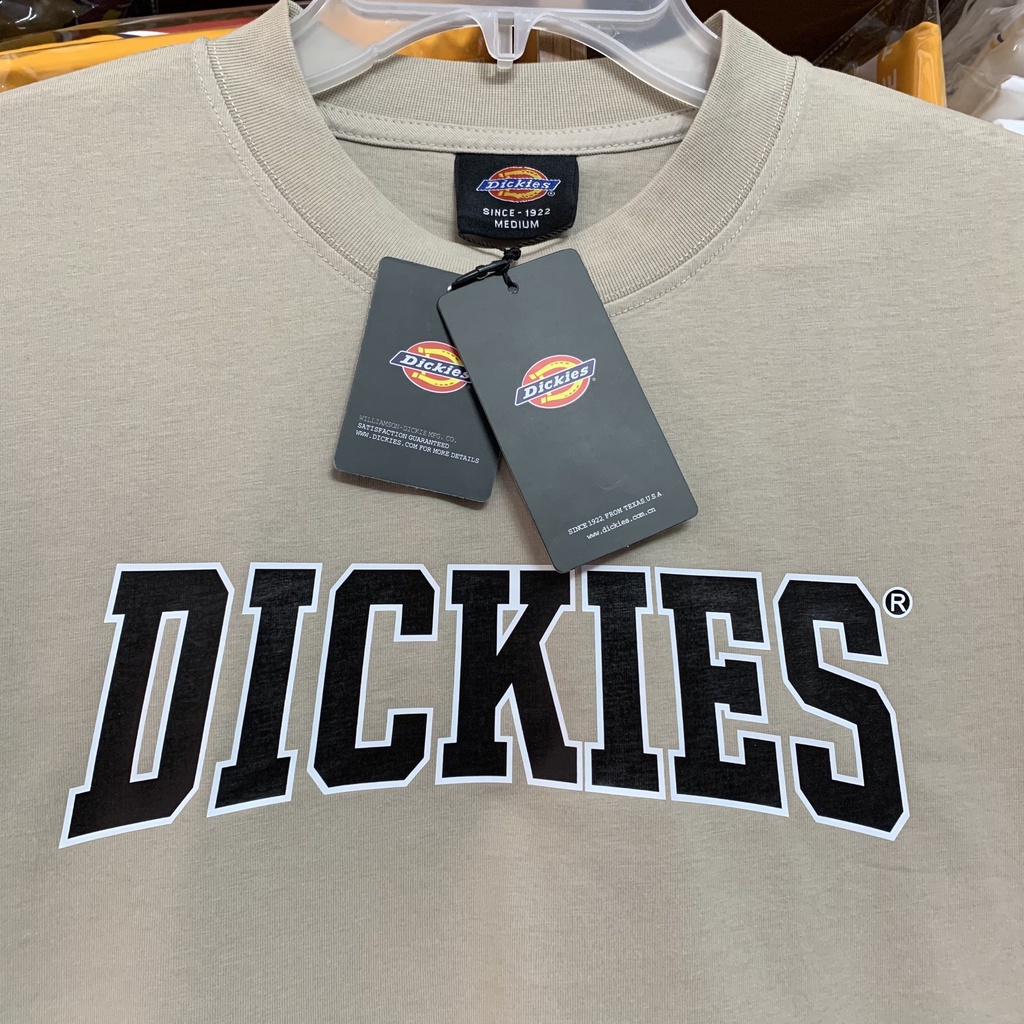 Dickies
SINCE - 1922
MEDIUM
Dickies
WILLIAMSON-DICKIE MFG. CO.
SATISFACTION GUARANTEED
WWW.DICKIES.COM FOR MORE DETAILS
Dickies
SINCE 1922 FROM TEXAS.U.S.A
www.dickies.com.cn
DICKIES®